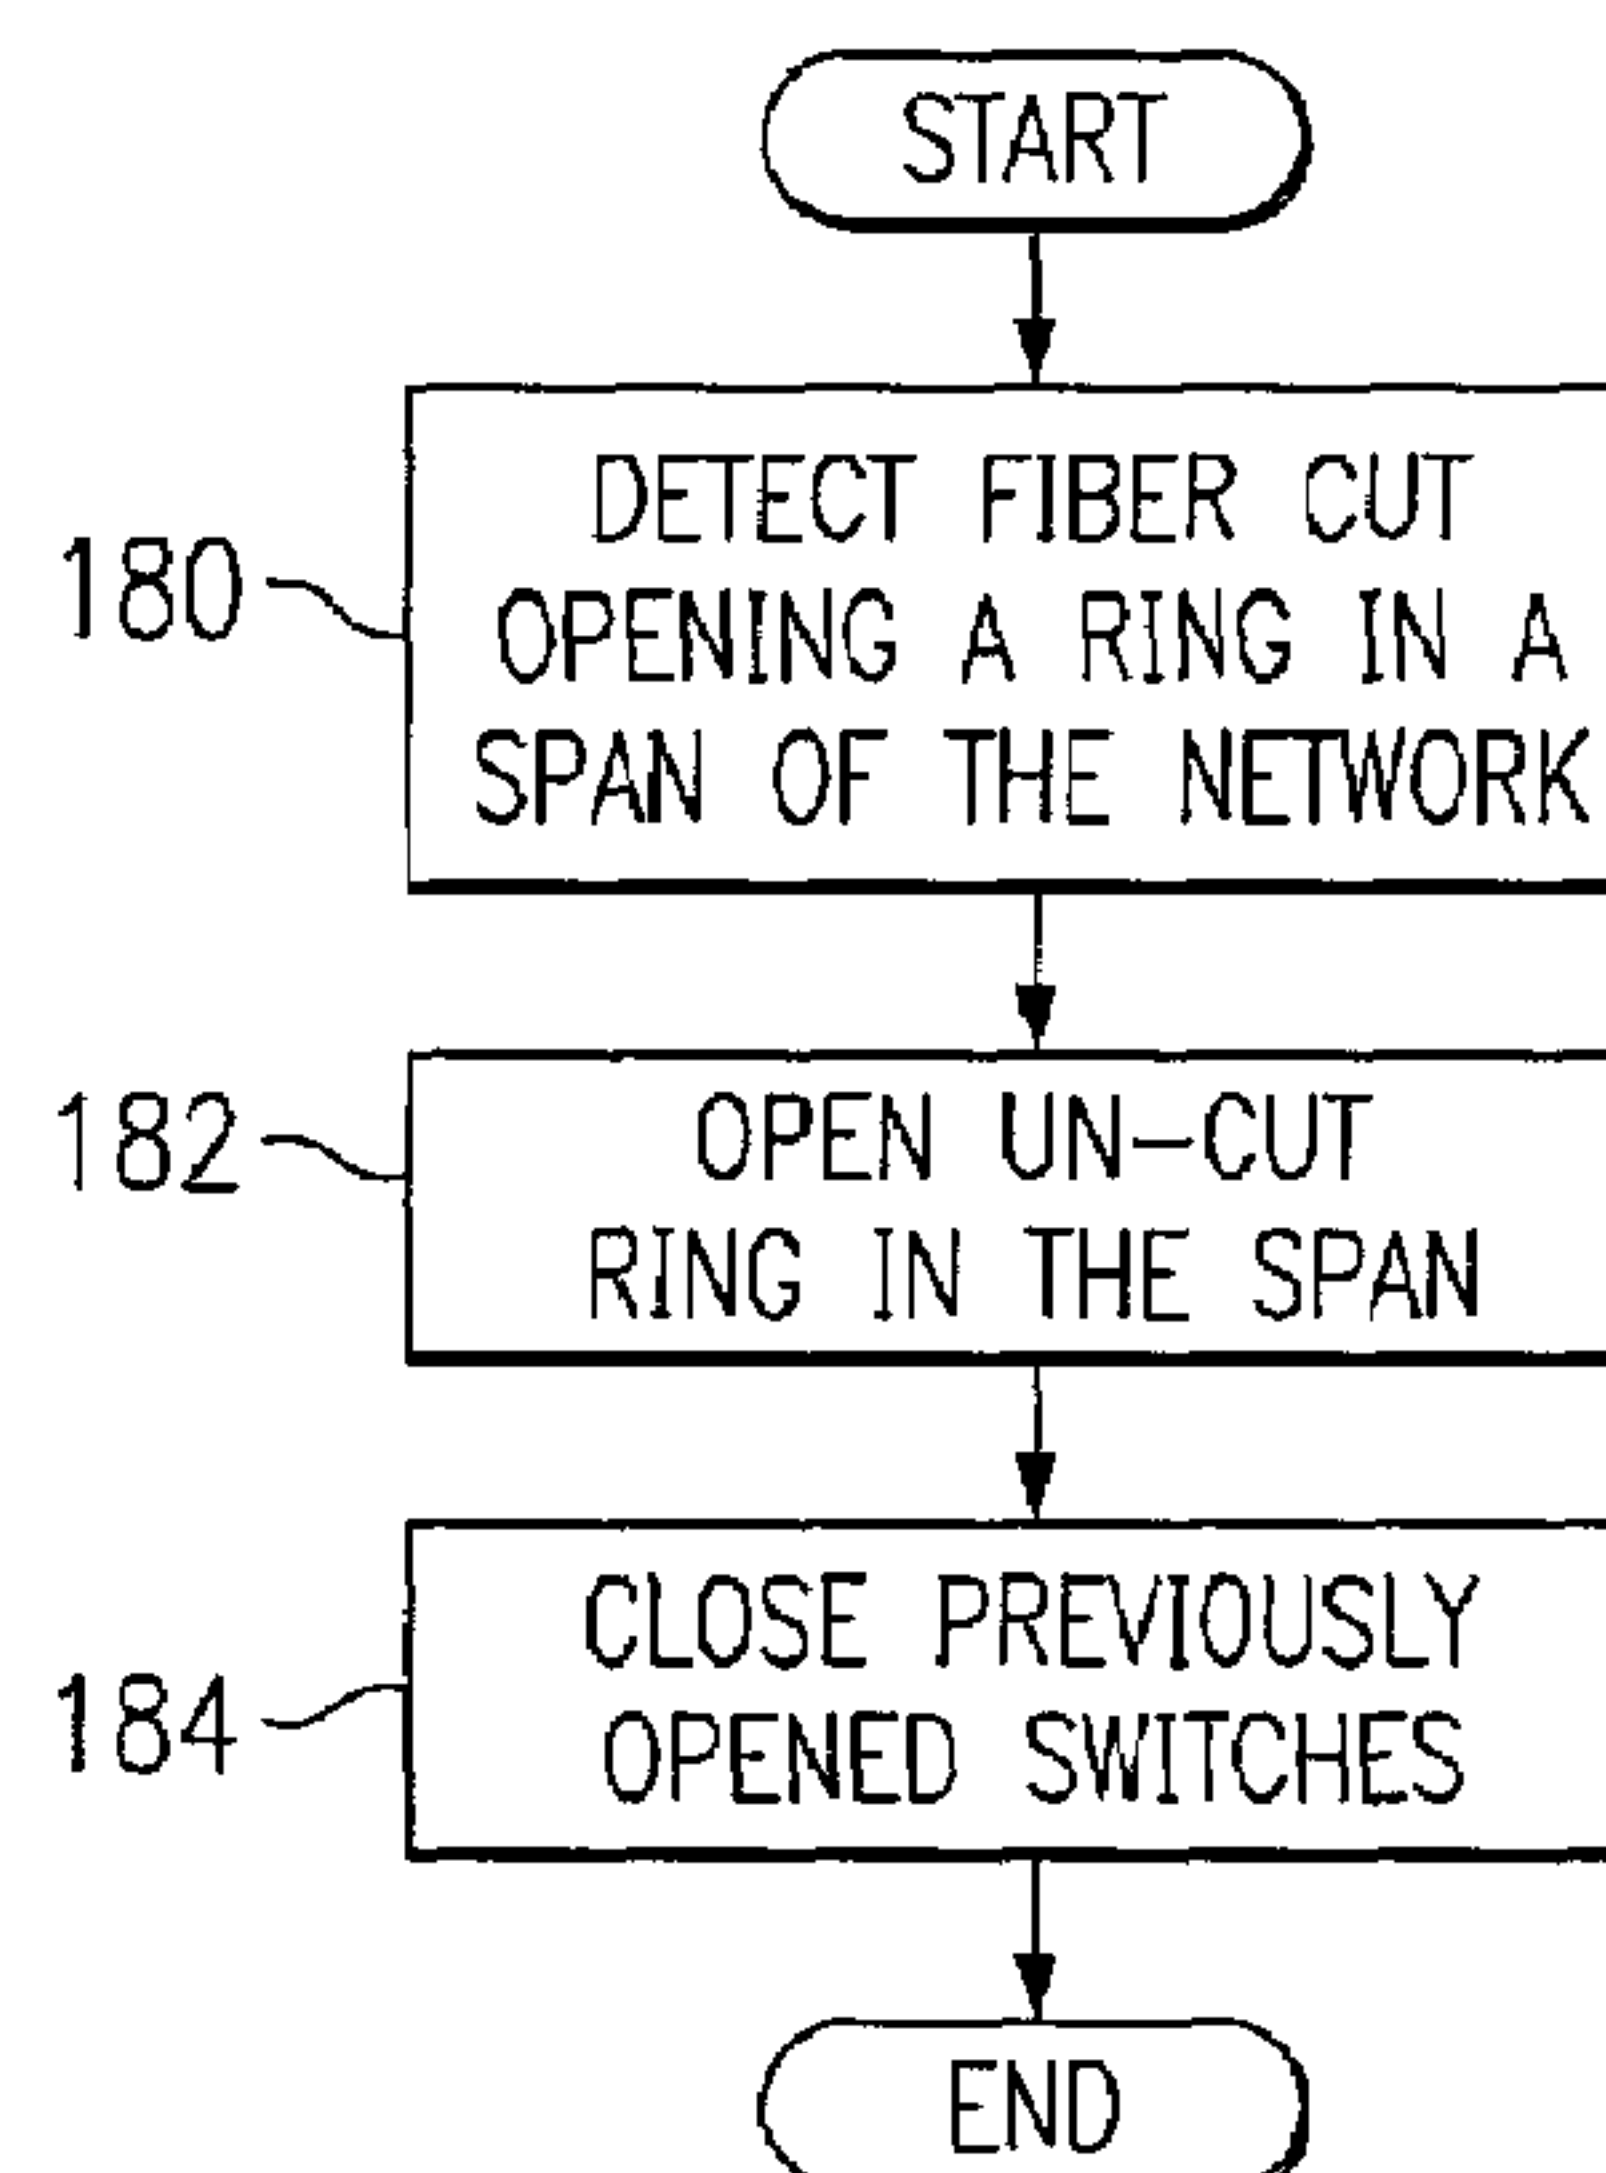 START
180
DETECT FIBER CUT
OPENING A RING IN A
SPAN OF THE NETWORK
182
OPEN UN-CUT
RING IN THE SPAN
184
CLOSE PREVIOUSLY
OPENED SWITCHES
END